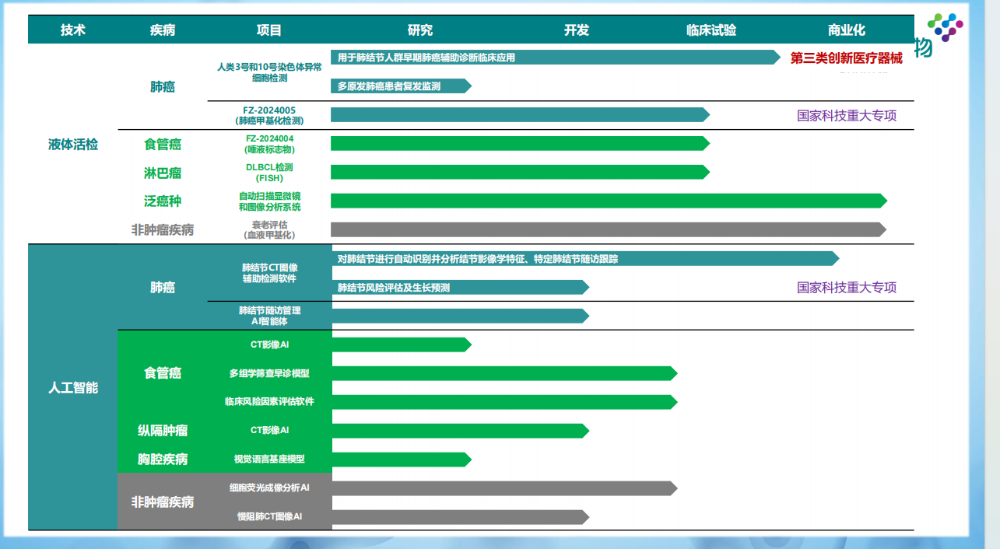 技术 疾病 项目 研究 开发 临床试验 商业化
物
人类3号和10号染色体异常
细胞检测
用于肺结节人群早期肺癌辅助诊断临床应用
第三类创新医疗器械
多原发肺癌患者复发监测
肺癌
FZ-2024005
(肺癌甲基化检测)
国家科技重大专项
液体活检
食管癌
FZ-2024004
(唾液标志物)
淋巴瘤
DLBCL检测
(FISH)
泛癌种
自动扫描显微镜
和图像分析系统
非肿瘤疾病
衰老评估
(血液甲基化)
人工智能
肺癌
肺结节CT图像
辅助检测软件
对肺结节进行自动识别并分析结节影像学特征、特定肺结节随访跟踪
肺结节风险评估及生长预测
国家科技重大专项
肺结节随访管理
AI智能体
食管癌
CT影像AI
多组学筛查早诊模型
临床风险因素评估软件
纵隔肿瘤
CT影像AI
胸腔疾病
视觉语言基座模型
非肿瘤疾病
细胞荧光成像分析AI
慢阻肺CT图像AI